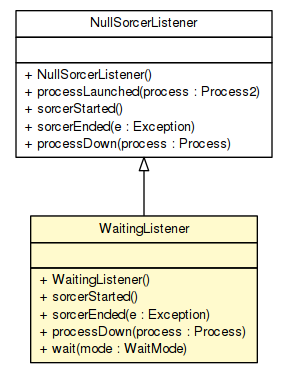 NullSorcerListener
+ NullSorcerListener()
+ processLaunched(process : Process2)
+ sorcerStarted()
+ sorcerEnded(e : Exception)
+ processDown(process : Process)
WaitingListener
+ WaitingListener()
+ sorcerStarted()
+ sorcerEnded(e : Exception)
+ processDown(process : Process)
+ wait(mode : WaitMode)